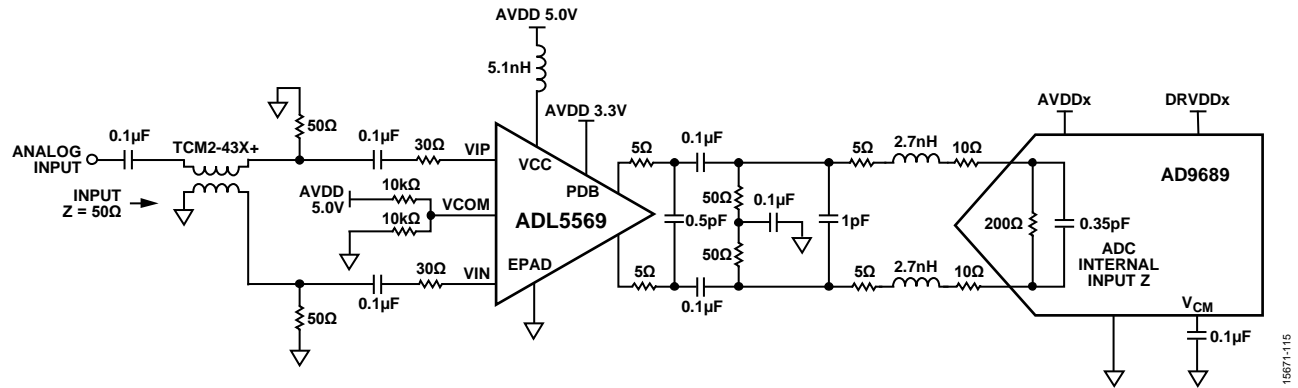 AVDD 5.0V
5.1nH
AVDD 3.3V
AVDDx
DRVDDx
0.1µF
TCM2-43X+
50Ω
0.1µF
30Ω
VIP
VCC
PDB
5Ω
0.1µF
5Ω
2.7nH
10Ω
AD9689
ANALOG
INPUT
INPUT
Z = 50Ω
AVDD
5.0V
10kΩ
10kΩ
VCOM
ADL5569
0.5pF
50Ω
0.1µF
50Ω
1pF
200Ω
0.35pF
ADC
INTERNAL
INPUT Z
30Ω
VIN
EPAD
0.1µF
50Ω
5Ω
0.1µF
5Ω
2.7nH
10Ω
VCM
0.1µF
15671-115